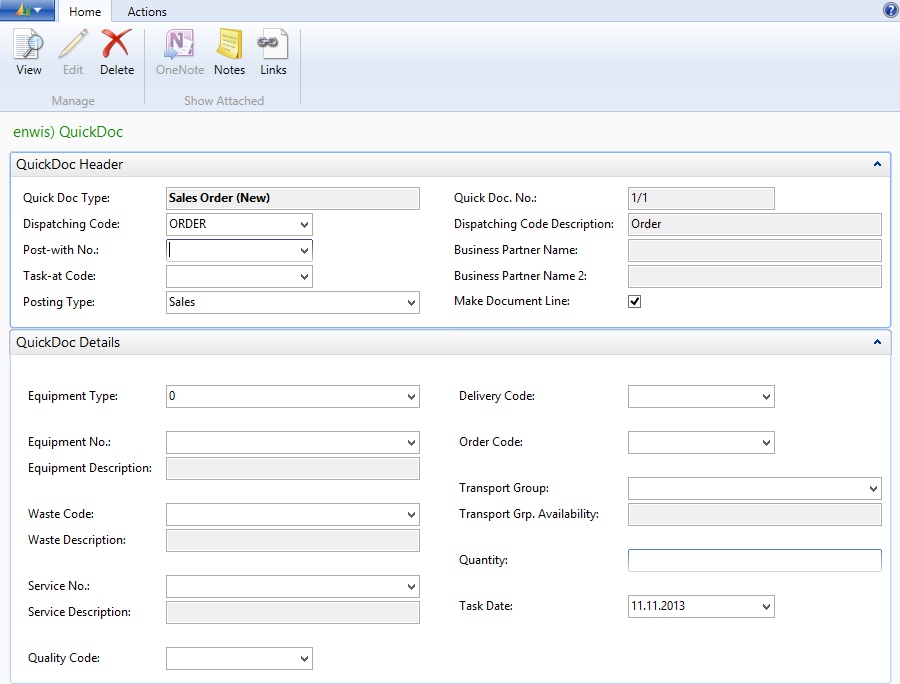 Home Actions
View Edit Delete OneNote Notes Links
Manage Show Attached
enwis) QuickDoc
QuickDoc Header
Quick Doc Type: Sales Order (New) Quick Doc. No.: 1/1
Dispatching Code: ORDER Dispatching Code Description: Order
Post-with No.: Business Partner Name:
Task-at Code: Business Partner Name 2:
Posting Type: Sales Make Document Line:
QuickDoc Details
Equipment Type: 0 Delivery Code:
Equipment No.: Order Code:
Equipment Description:
Transport Group:
Waste Code: Transport Grp. Availability:
Waste Description:
Quantity:
Service No.:
Task Date: 11.11.2013
Service Description:
Quality Code: